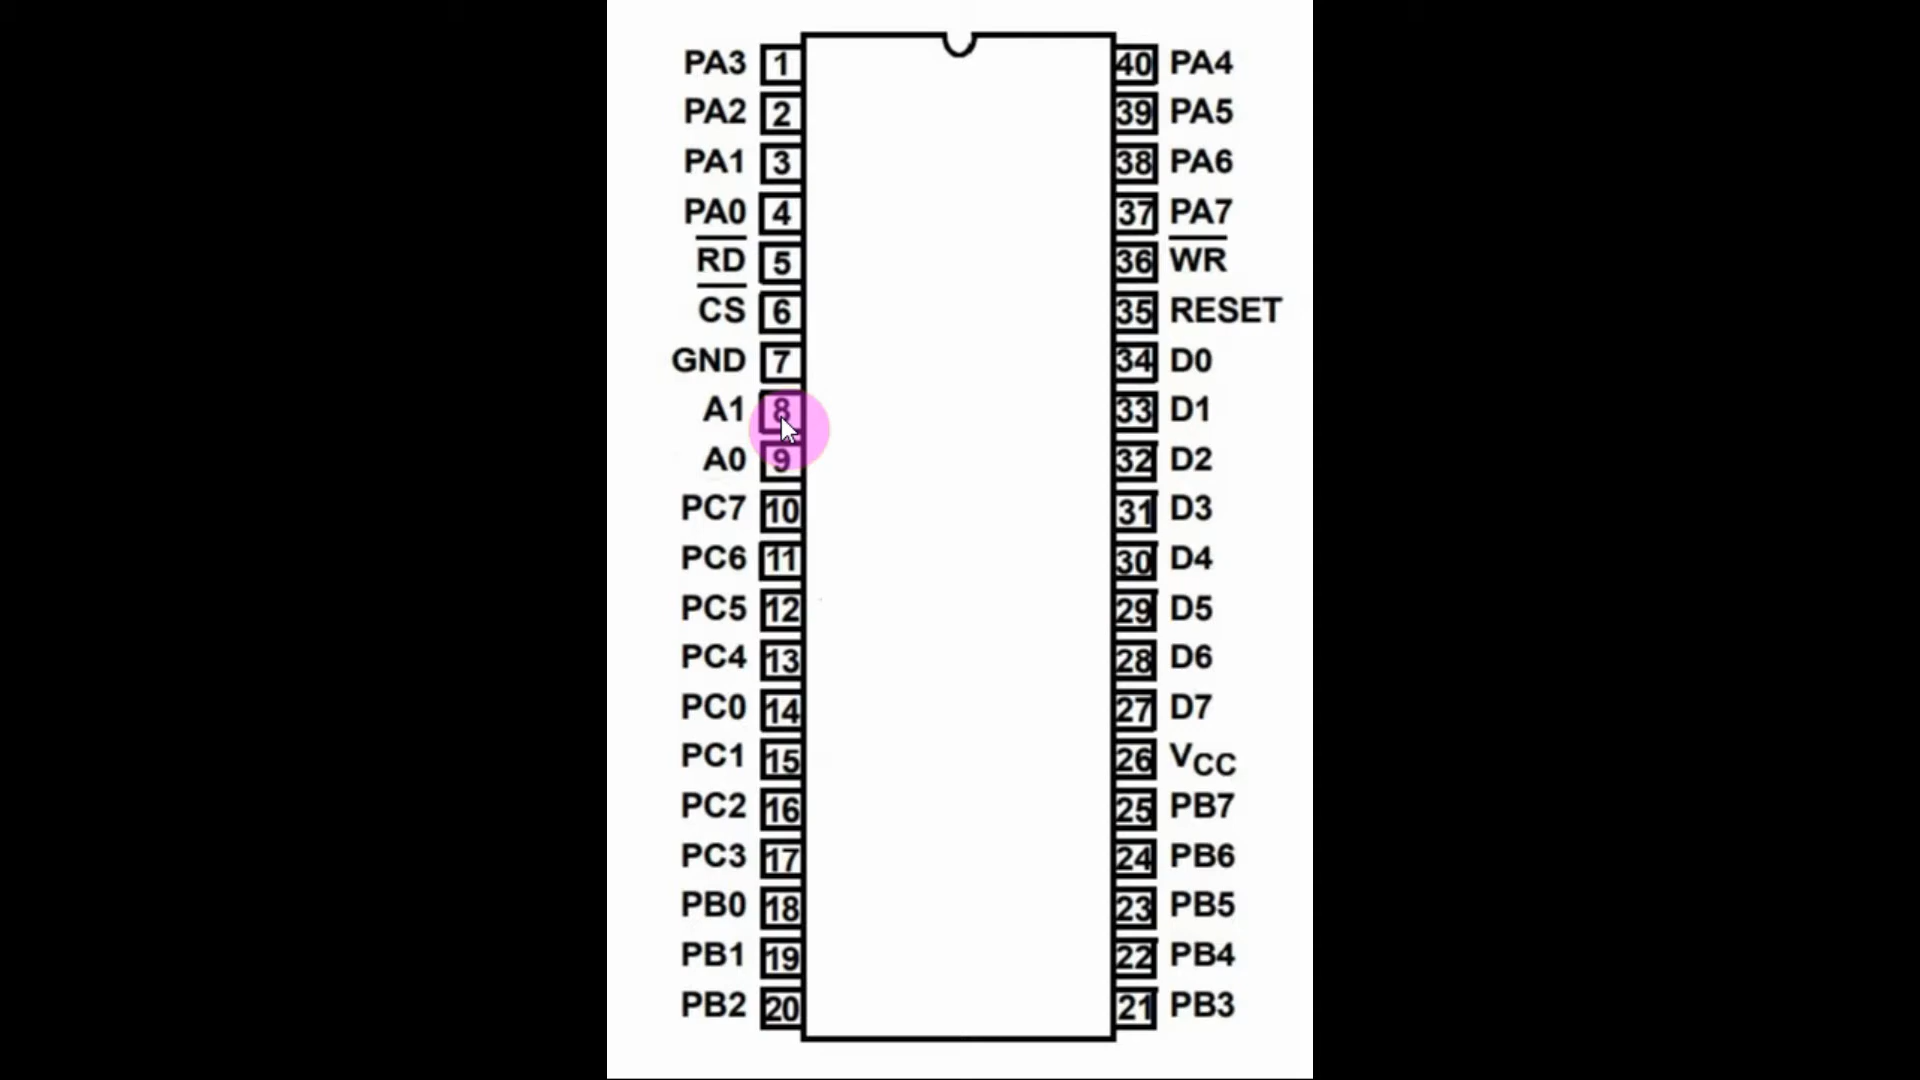 PA3 1 40 PA4
PA2 2 39 PA5
PA1 3 38 PA6
PA0 4 37 PA7
RD 5 36 WR
CS 6 35 RESET
GND 7 34 D0
A1 8 33 D1
A0 9 32 D2
PC7 10 31 D3
PC6 11 30 D4
PC5 12 29 D5
PC4 13 28 D6
PC0 14 27 D7
PC1 15 26 VCC
PC2 16 25 PB7
PC3 17 24 PB6
PB0 18 23 PB5
PB1 19 22 PB4
PB2 20 21 PB3